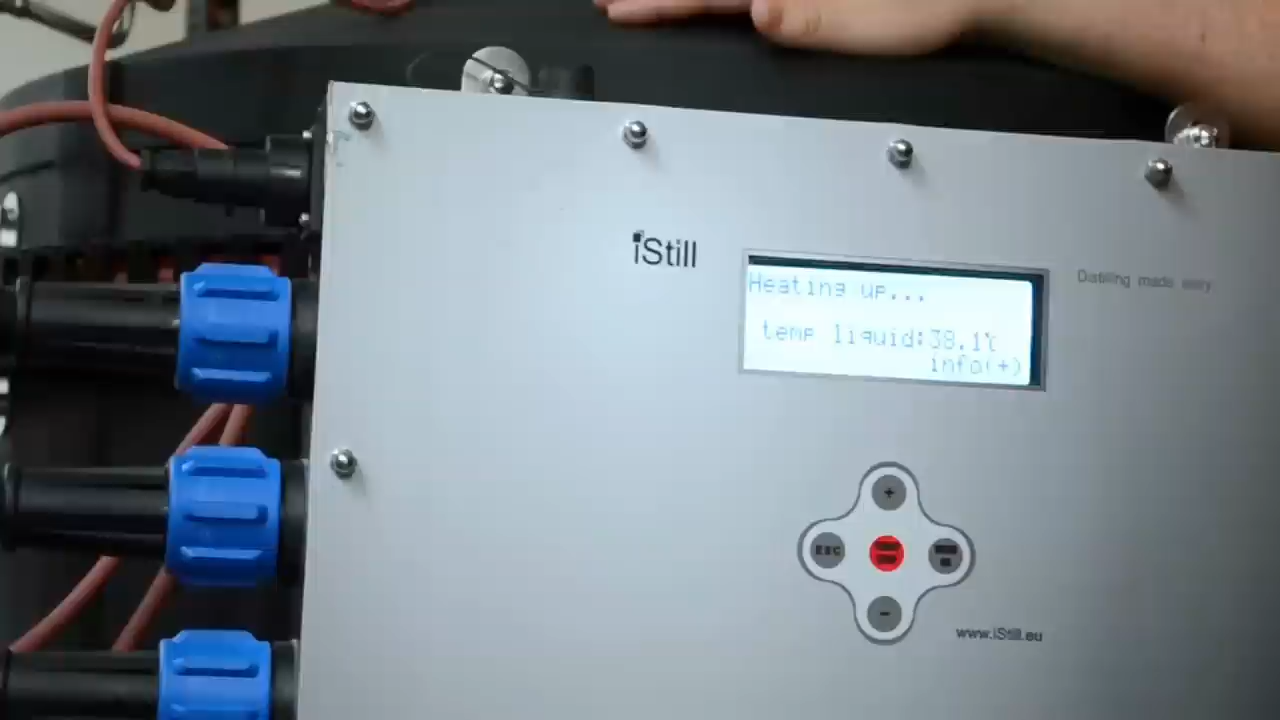 iStill
Heating up...
temp liquid:38.1℃
info(+)
Distilling made easy
+
ESC
-
www.iStill.eu